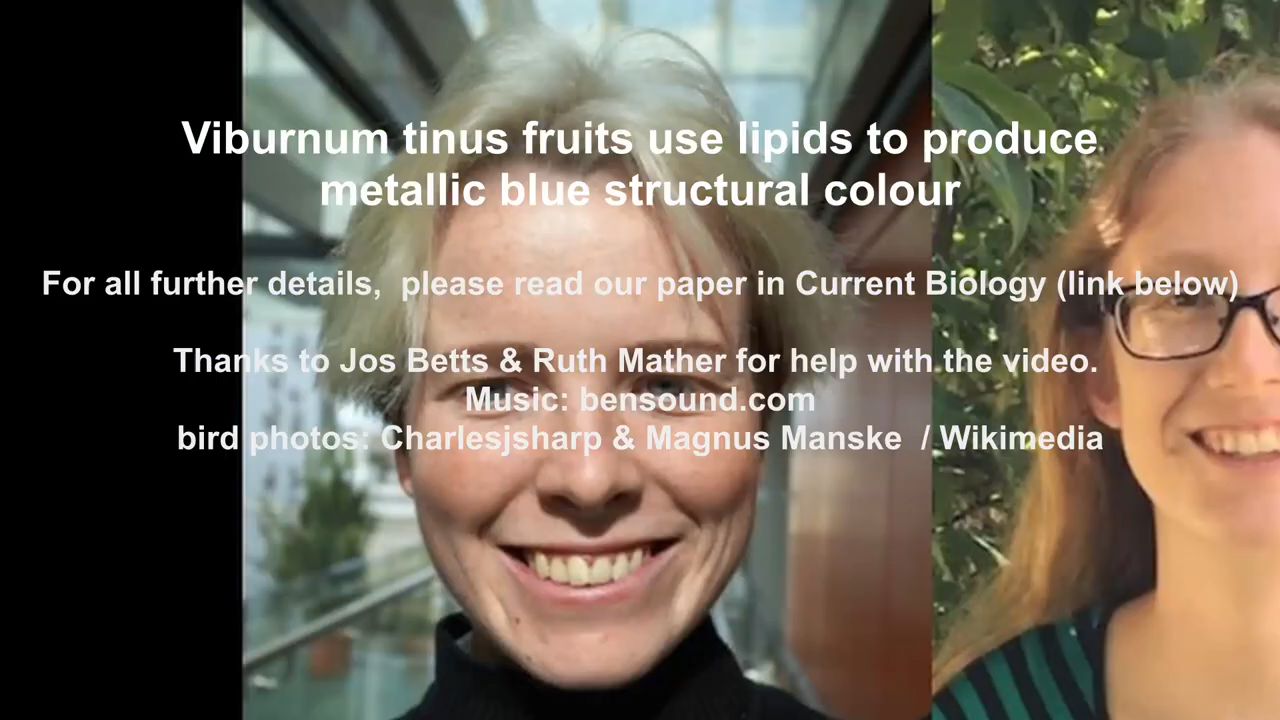 Viburnum tinus fruits use lipids to produce
metallic blue structural colour
For all further details,  please read our paper in Current Biology (link below)
Thanks to Jos Betts & Ruth Mather for help with the video.
Music: bensound.com
bird photos: Charlesjsharp & Magnus Manske  / Wikimedia